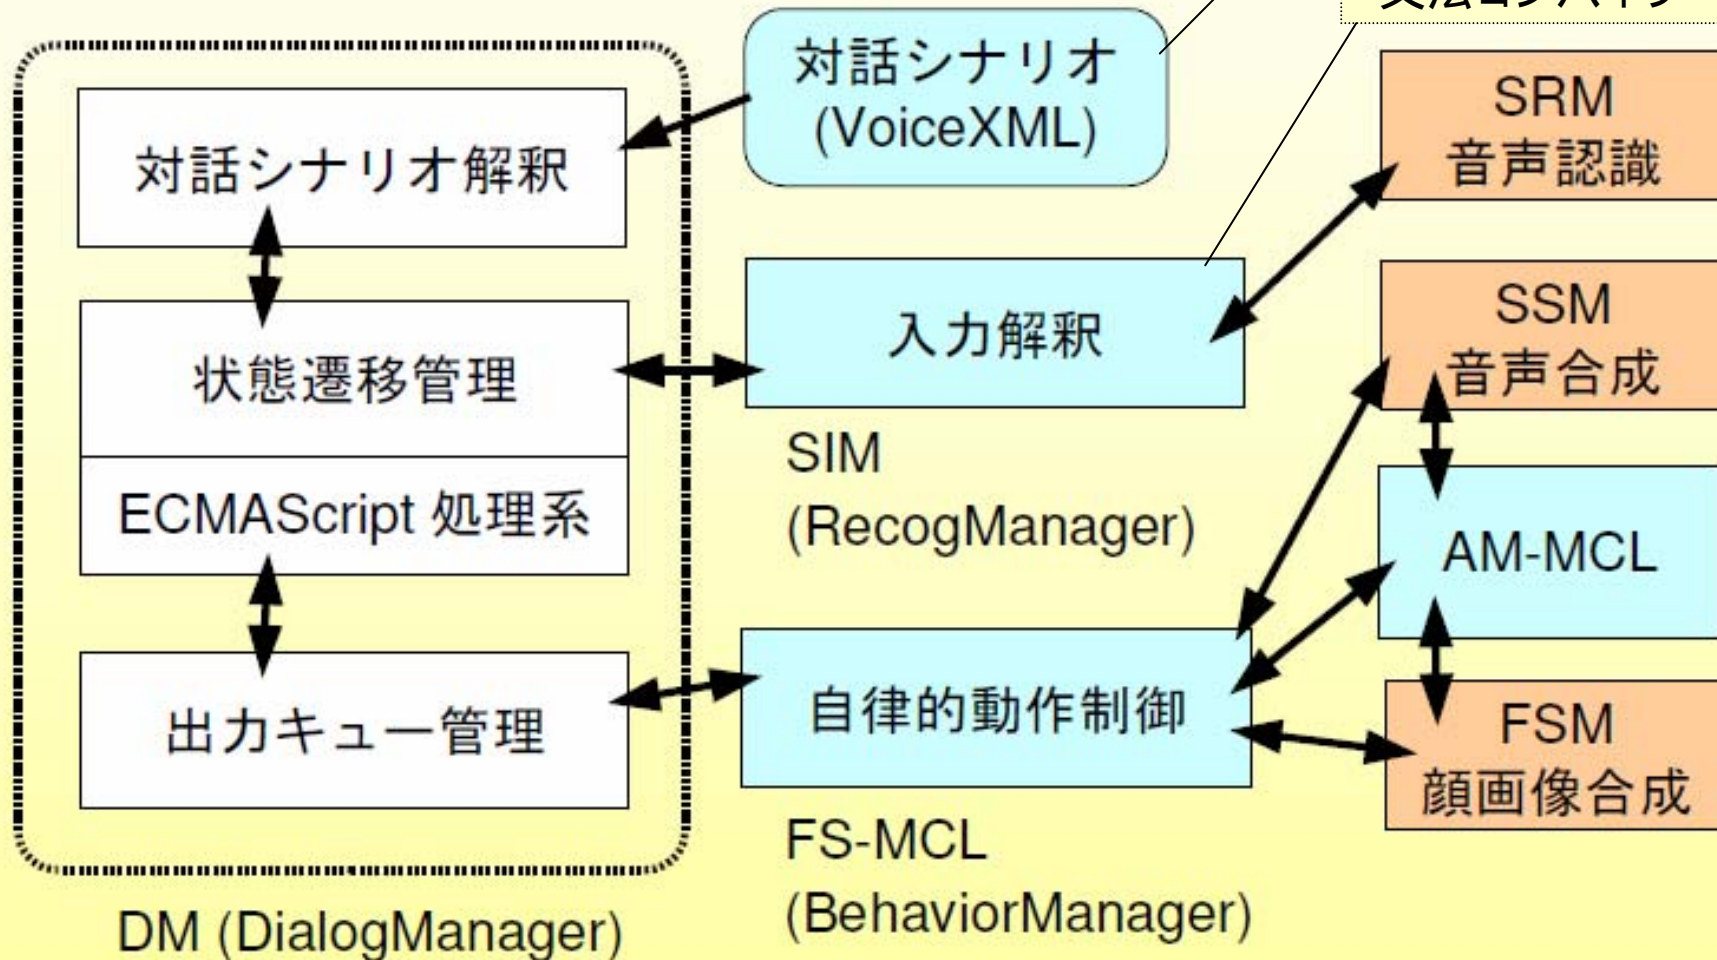 対話シナリオ
(VoiceXML)
対話シナリオ解釈
状態遷移管理
ECMAScript 処理系
出力キュー管理
DM (DialogManager)
入力解釈
SIM
(RecogManager)
自律的動作制御
FS-MCL
(BehaviorManager)
SRM
音声認識
SSM
音声合成
AM-MCL
FSM
顔画像合成